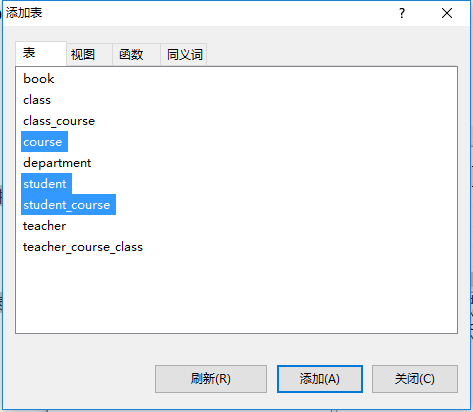 添加表
表 视图 函数 同义词
book
class
class_course
course
department
student
student_course
teacher
teacher_course_class
刷新(R) 添加(A) 关闭(C)